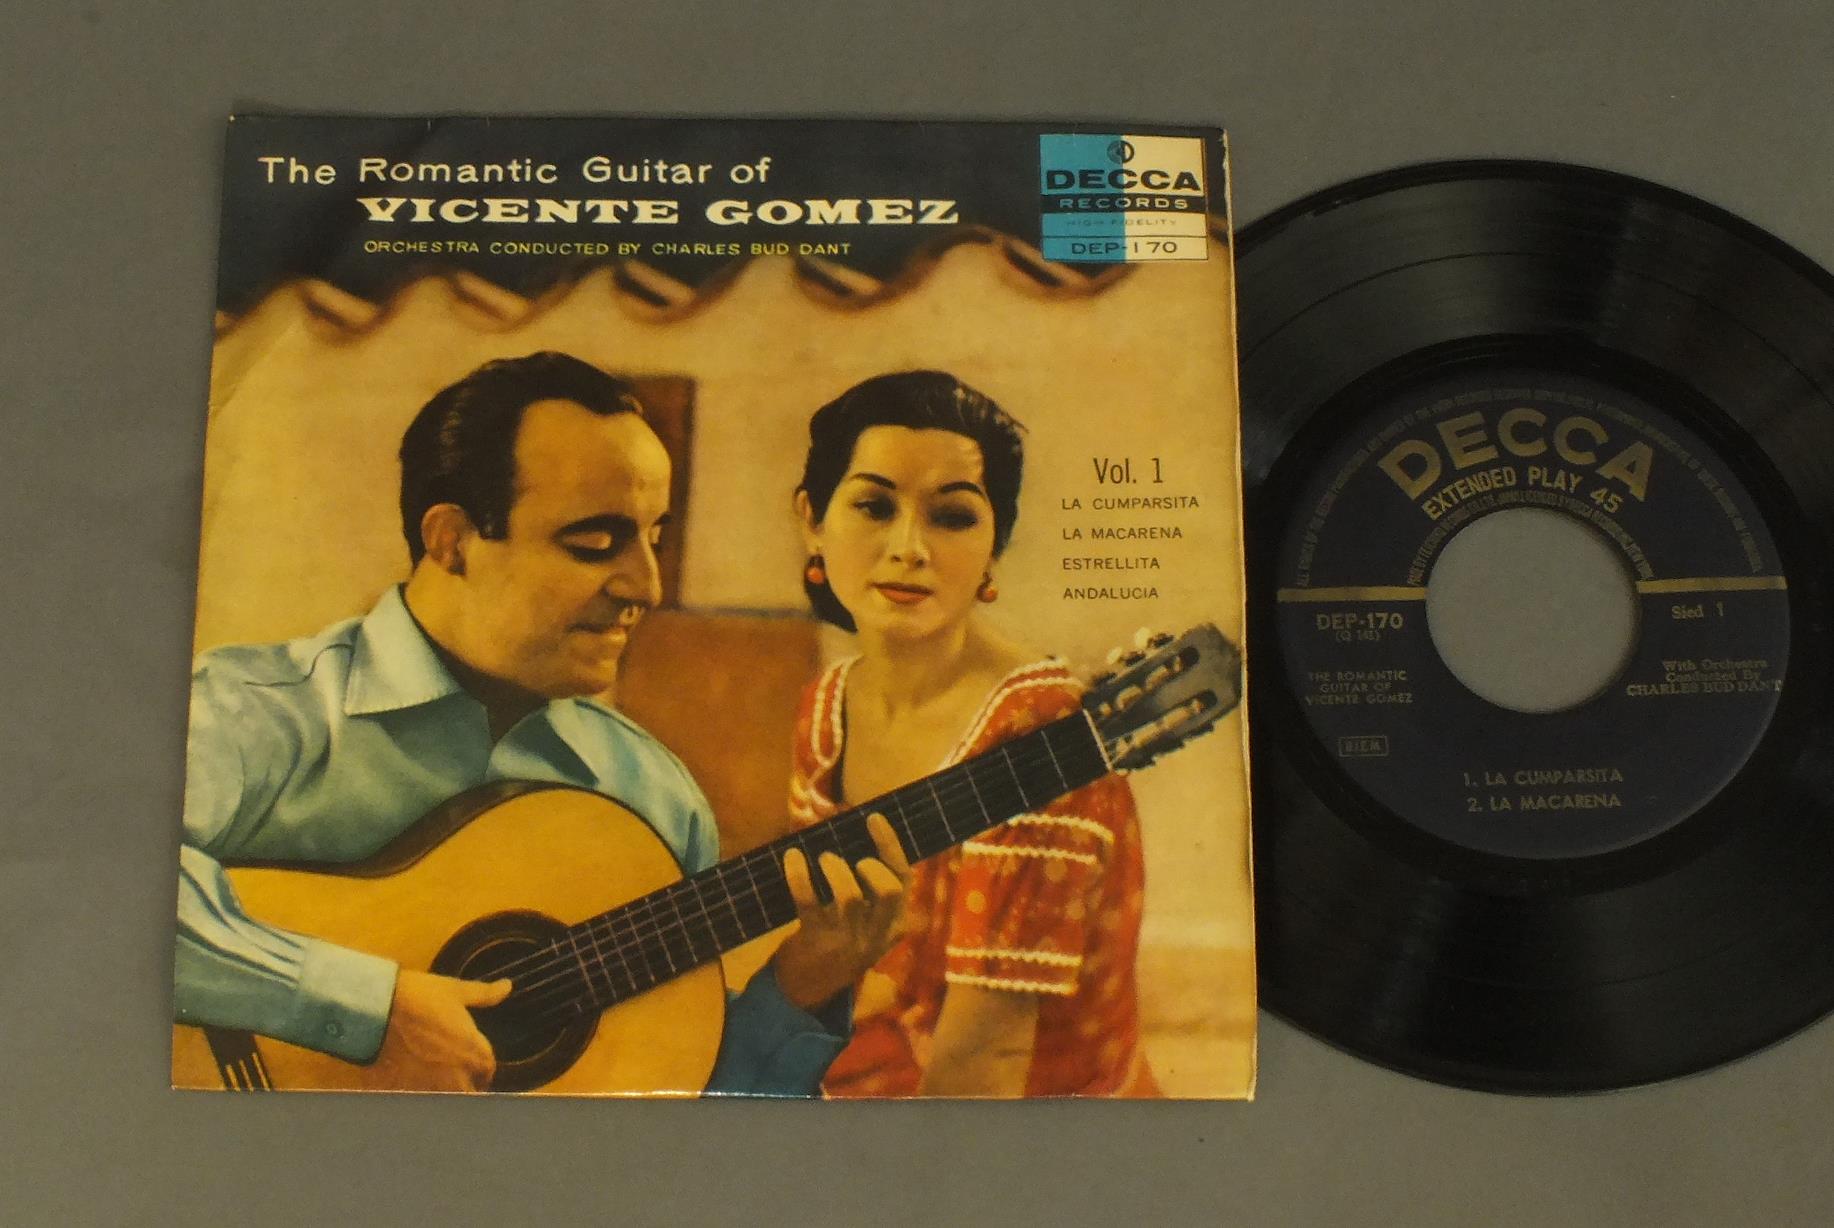 The Romantic Guitar of
VICENTE GOMEZ
ORCHESTRA CONDUCTED BY CHARLES BUD DANT
DECCA
RECORDS
HIGH FIDELITY
DEP-170
Vol. 1
LA CUMPARSITA
LA MACARENA
ESTRELLITA
ANDALUCIA
DECCA
EXTENDED PLAY 45
DEP-170
Sied 1
THE ROMANTIC
GUITAR OF
VICENTE GOMEZ
With Orchestra
Conducted By
CHARLES BUD DANT
BIEM
1. LA CUMPARSITA
2. LA MACARENA